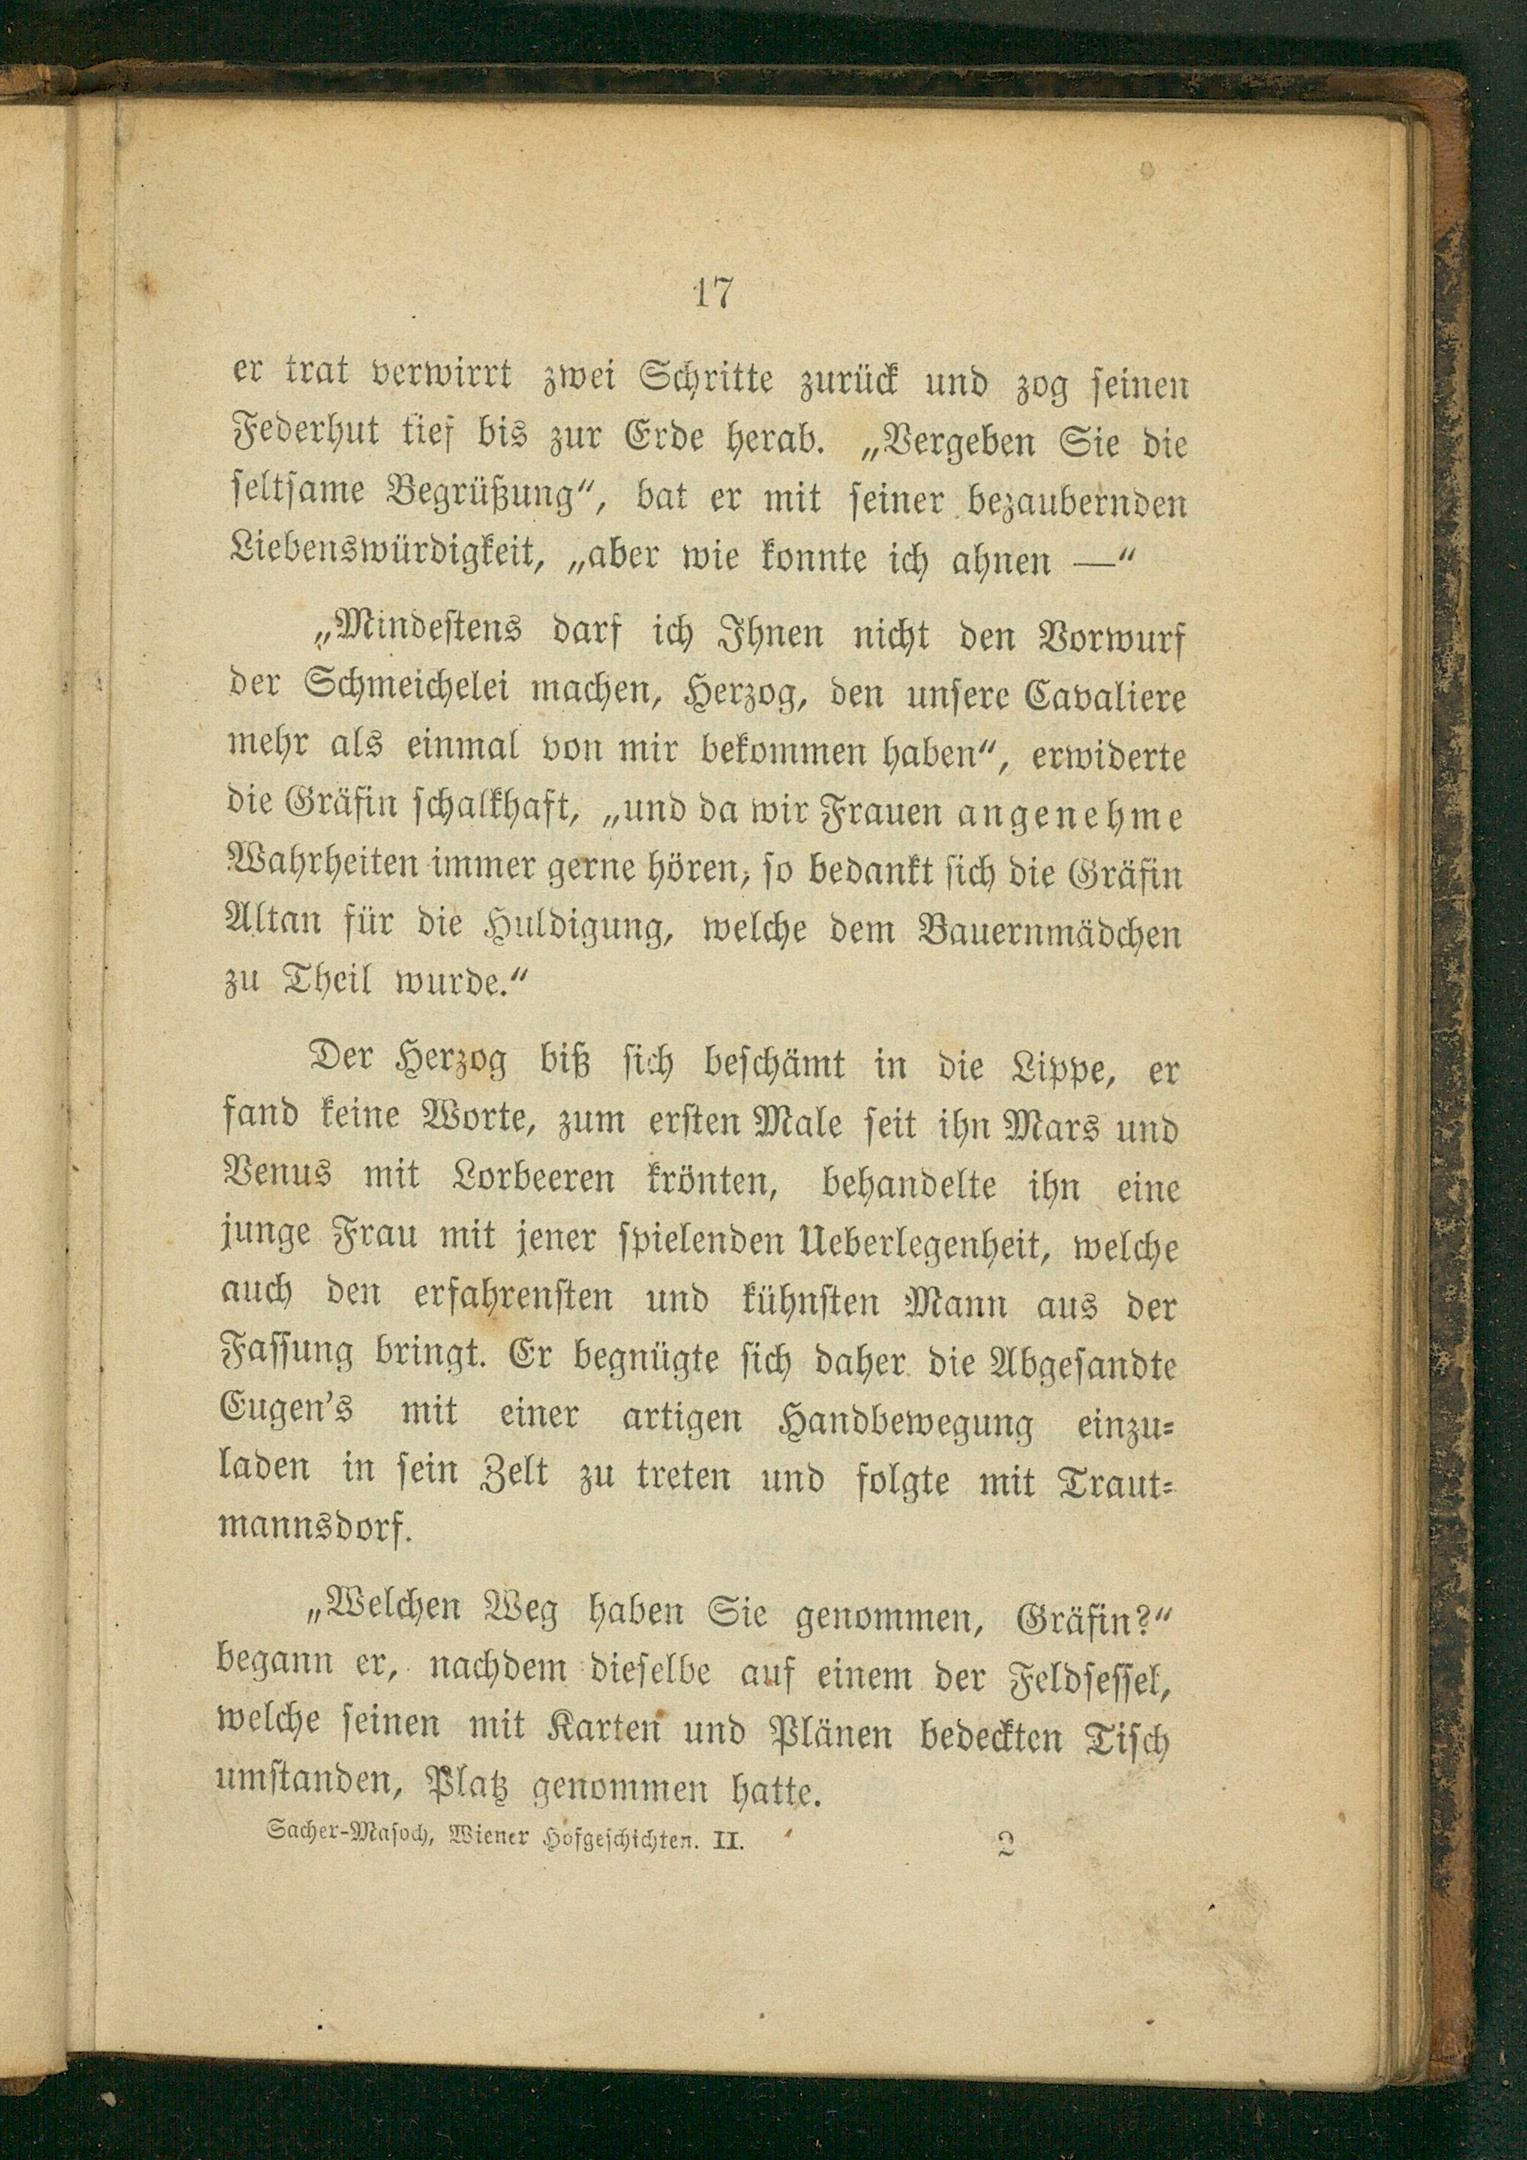 17
er trat verwirrt zwei Schritte zurück und zog seinen
Federhut tief bis zur Erde herab. „Vergeben Sie die
seltsame Begrüßung“, bat er mit seiner bezaubernden
Liebenswürdigkeit, „aber wie konnte ich ahnen —“
„Mindestens darf ich Ihnen nicht den Vorwurf
der Schmeichelei machen, Herzog, den unsere Cavaliere
mehr als einmal von mir bekommen haben“, erwiderte
die Gräfin schalkhaft, „und da wir Frauen angenehme
Wahrheiten immer gerne hören, so bedankt sich die Gräfin
Altan für die Huldigung, welche dem Bauernmädchen
zu Theil wurde.“
Der Herzog biß sich beschämt in die Lippe, er
fand keine Worte, zum ersten Male seit ihn Mars und
Venus mit Lorbeeren krönten, behandelte ihn eine
junge Frau mit jener spielenden Ueberlegenheit, welche
auch den erfahrensten und kühnsten Mann aus der
Fassung bringt. Er begnügte sich daher die Abgesandte
Eugen's mit einer artigen Handbewegung einzu=
laden in sein Zelt zu treten und folgte mit Traut=
mannsdorf.
„Welchen Weg haben Sie genommen, Gräfin?“
begann er, nachdem dieselbe auf einem der Feldsessel,
welche seinen mit Karten und Plänen bedeckten Tisch
umstanden, Platz genommen hatte.
Sacher-Masoch, Wiener Hofgeschichten. II. 2